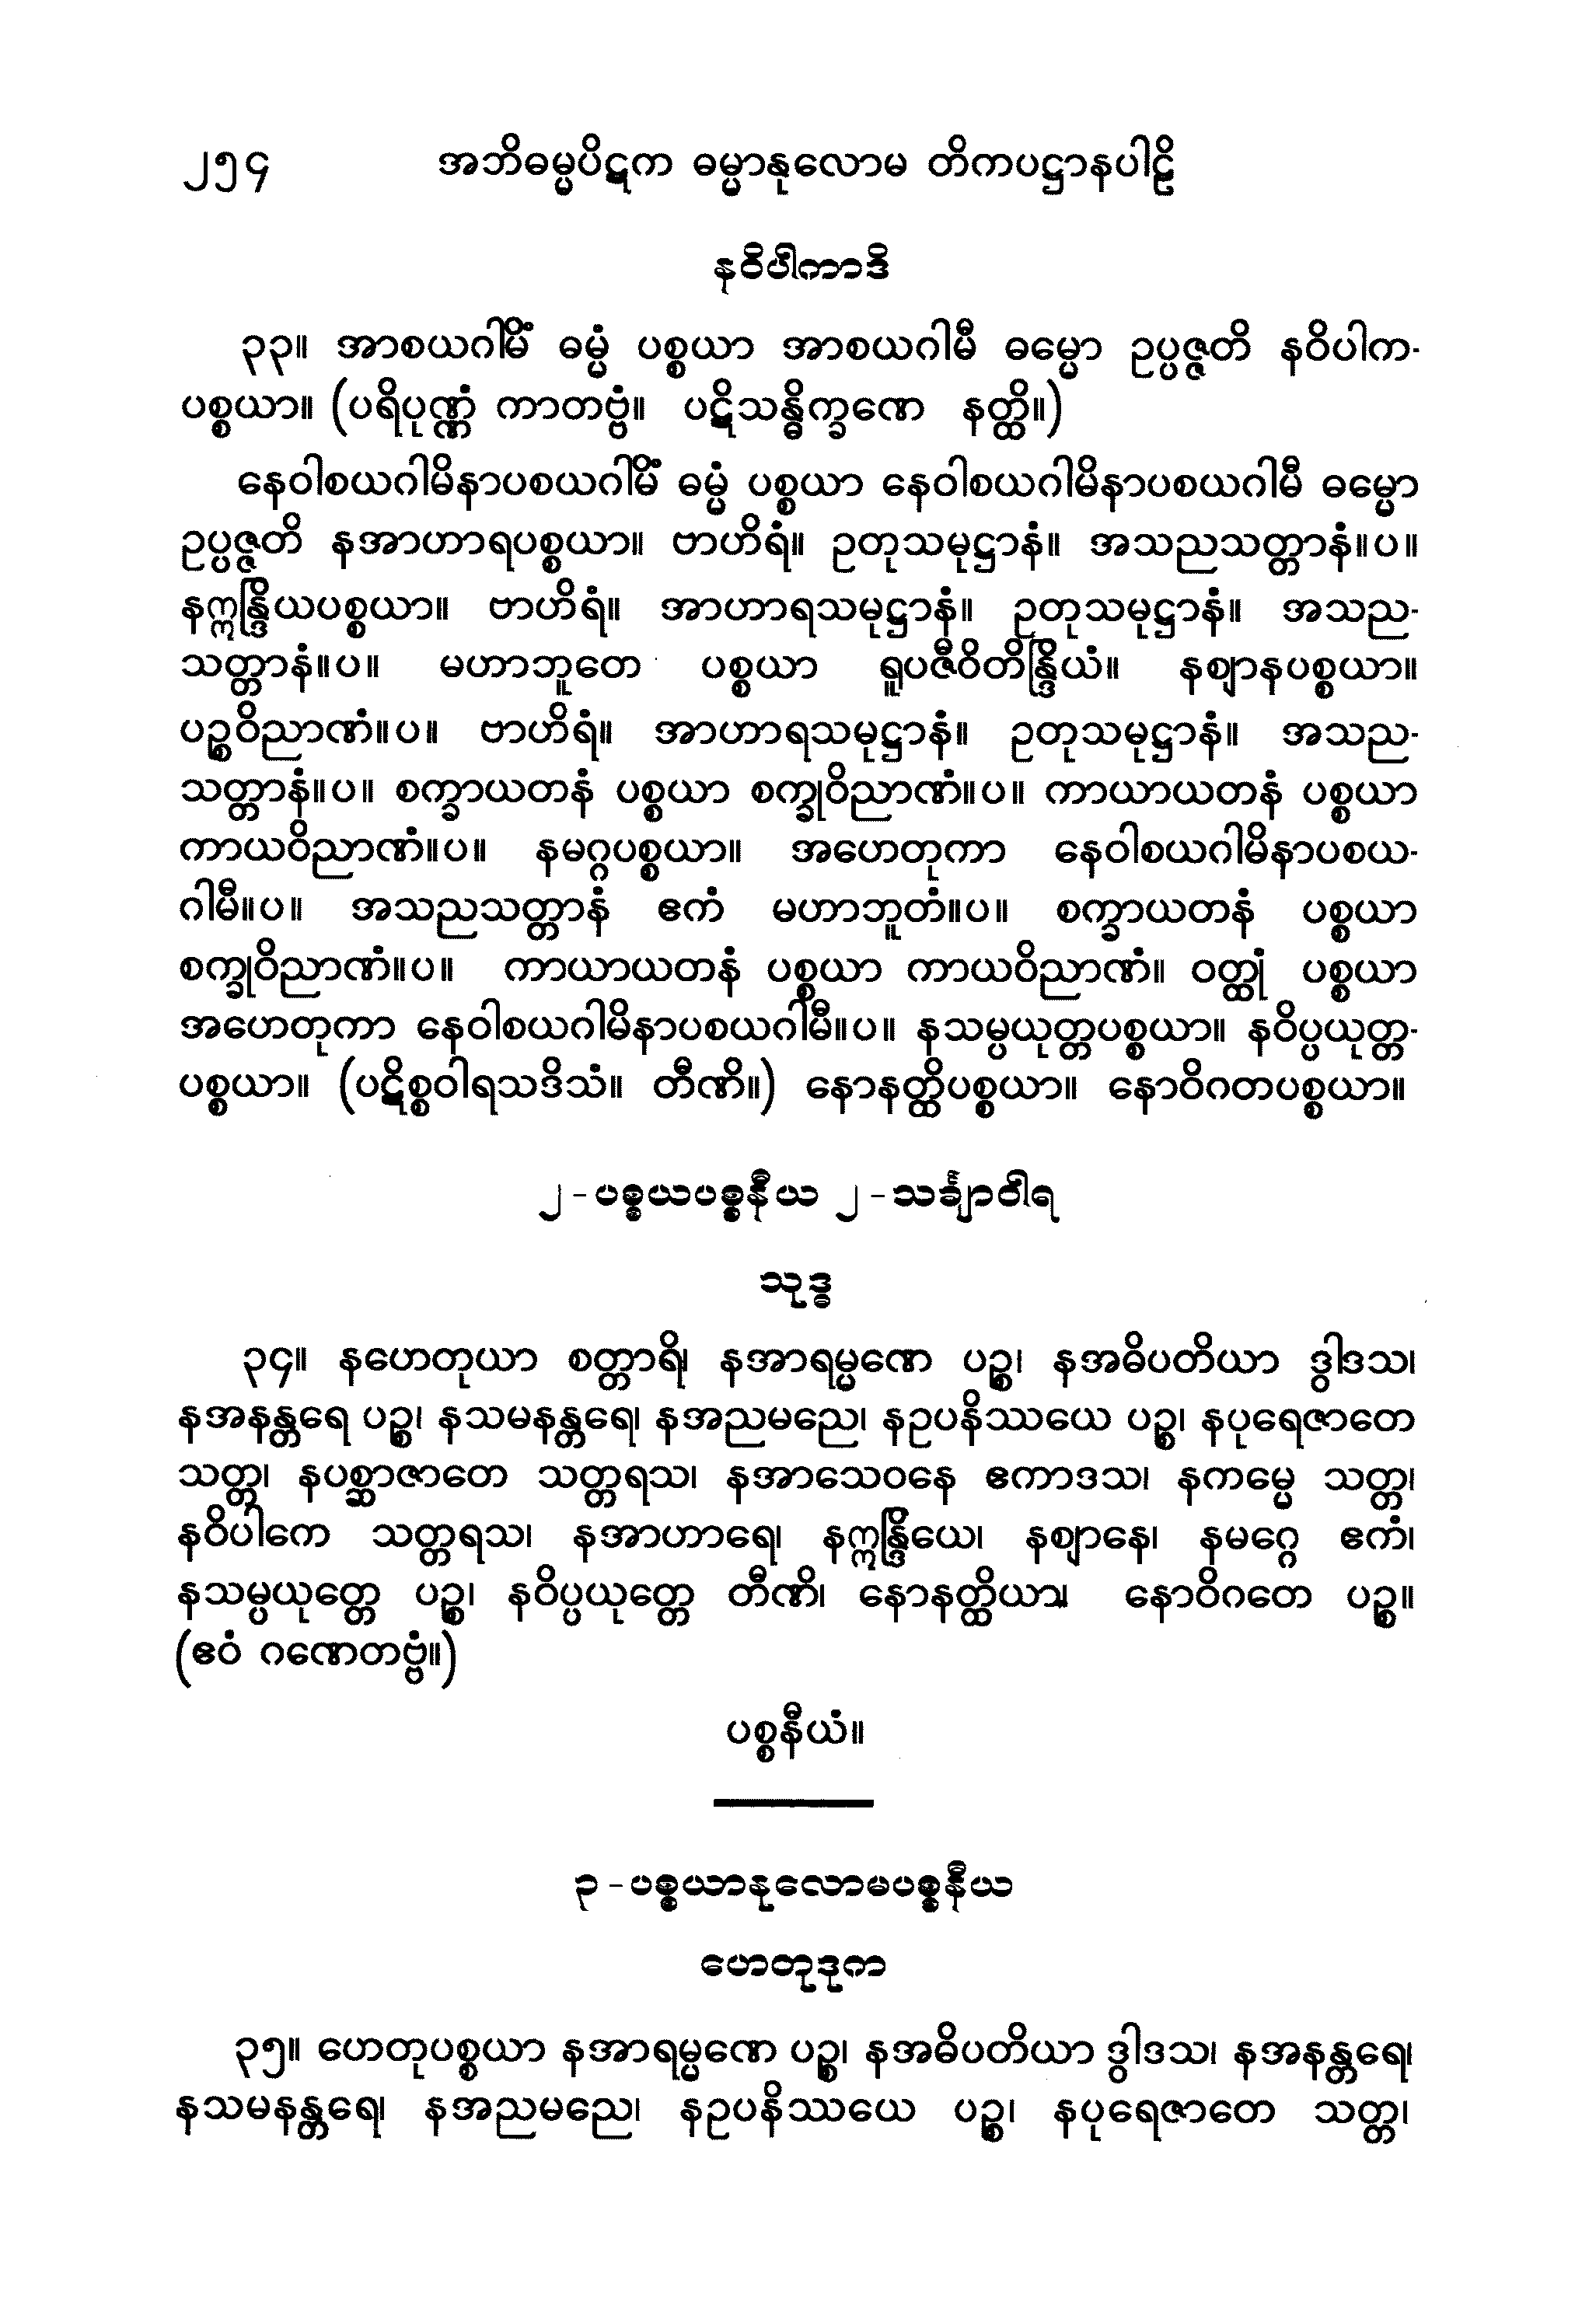 ၂၅၄ အဘိဓမ္မပိဋက ဓမ္မာနုလောမ တိကပဋ္ဌာနပါဠိ
နဝိပါကာဒိ
၃၃။ အာစယဂါမိံ ဓမ္မံ ပစ္စယာ အာစယဂါမီ ဓမ္မော ဥပ္ပဇ္ဇတိ နဝိပါက-
ပစ္စယာ။ (ပရိပုဏ္ဏံ ကာတဗ္ဗံ။ ပဋိသန္ဓိက္ခဏေ နတ္ထိ။)
နေဝါစယဂါမိနာပစယဂါမိံ ဓမ္မံ ပစ္စယာ နေဝါစယဂါမိနာပစယဂါမီ ဓမ္မော
ဥပ္ပဇ္ဇတိ နအာဟာရပစ္စယာ။ ဗာဟိရံ။ ဥတုသမုဋ္ဌာနံ။ အသညသတ္တာနံ။ပ။
နဣန္ဒြိယပစ္စယာ။ ဗာဟိရံ။ အာဟာရသမုဋ္ဌာနံ။ ဥတုသမုဋ္ဌာနံ။ အသည-
သတ္တာနံ။ပ။ မဟာဘူတေ ပစ္စယာ ရူပဇီဝိတိန္ဒြိယံ။ နဈာနပစ္စယာ။
ပဉ္စဝိညာဏံ။ပ။ ဗာဟိရံ။ အာဟာရသမုဋ္ဌာနံ။ ဥတုသမုဋ္ဌာနံ။ အသည-
သတ္တာနံ။ပ။ စက္ခာယတနံ ပစ္စယာ စက္ခုဝိညာဏံ။ပ။ ကာယာယတနံ ပစ္စယာ
ကာယဝိညာဏံ။ပ။ နမဂ္ဂပစ္စယာ။ အဟေတုကာ နေဝါစယဂါမိနာပစယ-
ဂါမီ။ပ။ အသညသတ္တာနံ ဧကံ မဟာဘူတံ။ပ။ စက္ခာယတနံ ပစ္စယာ
စက္ခုဝိညာဏံ။ပ။ ကာယာယတနံ ပစ္စယာ ကာယဝိညာဏံ။ ဝတ္ထုံ ပစ္စယာ
အဟေတုကာ နေဝါစယဂါမိနာပစယဂါမီ။ပ။ နသမ္ပယုတ္တပစ္စယာ။ နဝိပ္ပယုတ္တ-
ပစ္စယာ။ (ပဋိစ္စဝါရသဒိသံ။ တီဏိ။) နောနတ္ထိပစ္စယာ။ နောဝိဂတပစ္စယာ။
၂-ပစ္စယပစ္စနီယ ၂-သင်္ချာဝါရ
သုဒ္ဓ
၃၄။ နဟေတုယာ စတ္တာရိ၊ နအာရမ္မဏေ ပဉ္စ၊ နအဓိပတိယာ ဒွါဒသ၊
နအနန္တရေ ပဉ္စ၊ နသမနန္တရေ၊ နအညမညေ၊ နဥပနိဿယေ ပဉ္စ၊ နပုရေဇာတေ
သတ္တ၊ နပစ္ဆာဇာတေ သတ္တရသ၊ နအာသေဝနေ ဧကာဒသ၊ နကမ္မေ သတ္တ၊
နဝိပါကေ သတ္တရသ၊ နအာဟာရေ၊ နဣန္ဒြိယေ၊ နဈာနေ၊ နမဂ္ဂေ ဧကံ၊
နသမ္ပယုတ္တေ ပဉ္စ၊ နဝိပ္ပယုတ္တေ တီဏိ၊ နောနတ္ထိယာ၊ နောဝိဂတေ ပဉ္စ။
(ဧဝံ ဂဏေတဗ္ဗံ။)
ပစ္စနီယံ။
၃-ပစ္စယာနုလောမပစ္စနီယ
ဟေတုဒုက
၃၅။ ဟေတုပစ္စယာ နအာရမ္မဏေ ပဉ္စ၊ နအဓိပတိယာ ဒွါဒသ၊ နအနန္တရေ၊
နသမနန္တရေ၊ နအညမညေ၊ နဥပနိဿယေ ပဉ္စ၊ နပုရေဇာတေ သတ္တ၊